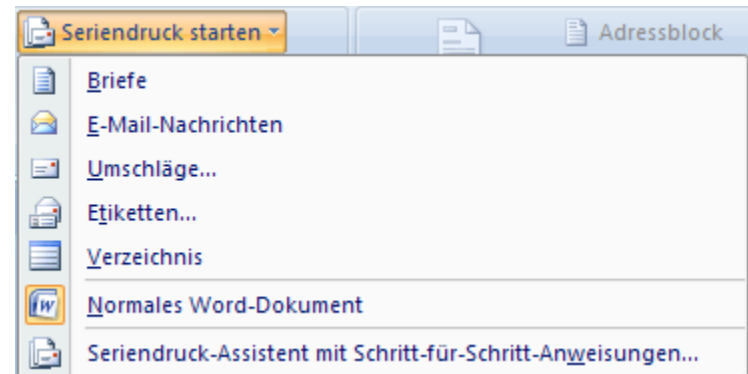 Seriendruck starten
Adressblock
Briefe
E-Mail-Nachrichten
Umschläge...
Etiketten...
Verzeichnis
Normales Word-Dokument
Seriendruck-Assistent mit Schritt-für-Schritt-Anweisungen...